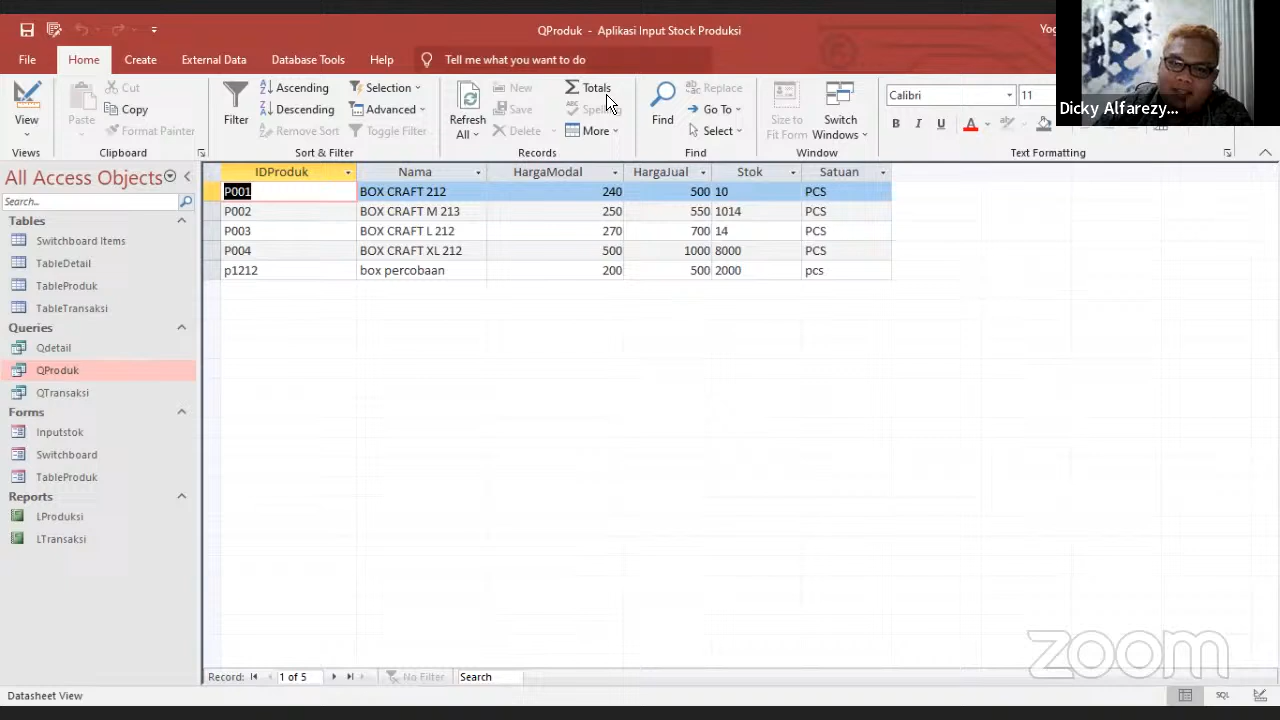 QProduk - Aplikasi Input Stock Produksi
Yog
Dicky Alfarezy...
File Home Create External Data Database Tools Help Tell me what you want to do
View
Views
Paste
Cut
Copy
Format Painter
Clipboard
Filter
Ascending
Descending
Remove Sort
Selection
Advanced
Toggle Filter
Sort & Filter
Refresh
All
New
Save
Delete
Totals
Spelli
More
Records
Find
Replace
Go To
Select
Find
Size to
Fit Form
Switch
Windows
Window
Calibri 11
B I U A
Text Formatting
All Access Objects
Search...
Tables
Switchboard Items
TableDetail
TableProduk
TableTransaksi
Queries
Qdetail
QProduk
QTransaksi
Forms
Inputstok
Switchboard
TableProduk
Reports
LProduksi
LTransaksi
IDProduk Nama HargaModal HargaJual Stok Satuan
P001 BOX CRAFT 212 240 500 10 PCS
P002 BOX CRAFT M 213 250 550 1014 PCS
P003 BOX CRAFT L 212 270 700 14 PCS
P004 BOX CRAFT XL 212 500 1000 8000 PCS
p1212 box percobaan 200 500 2000 pcs
zoom
Record: 1 of 5 No Filter Search
Datasheet View
SQL